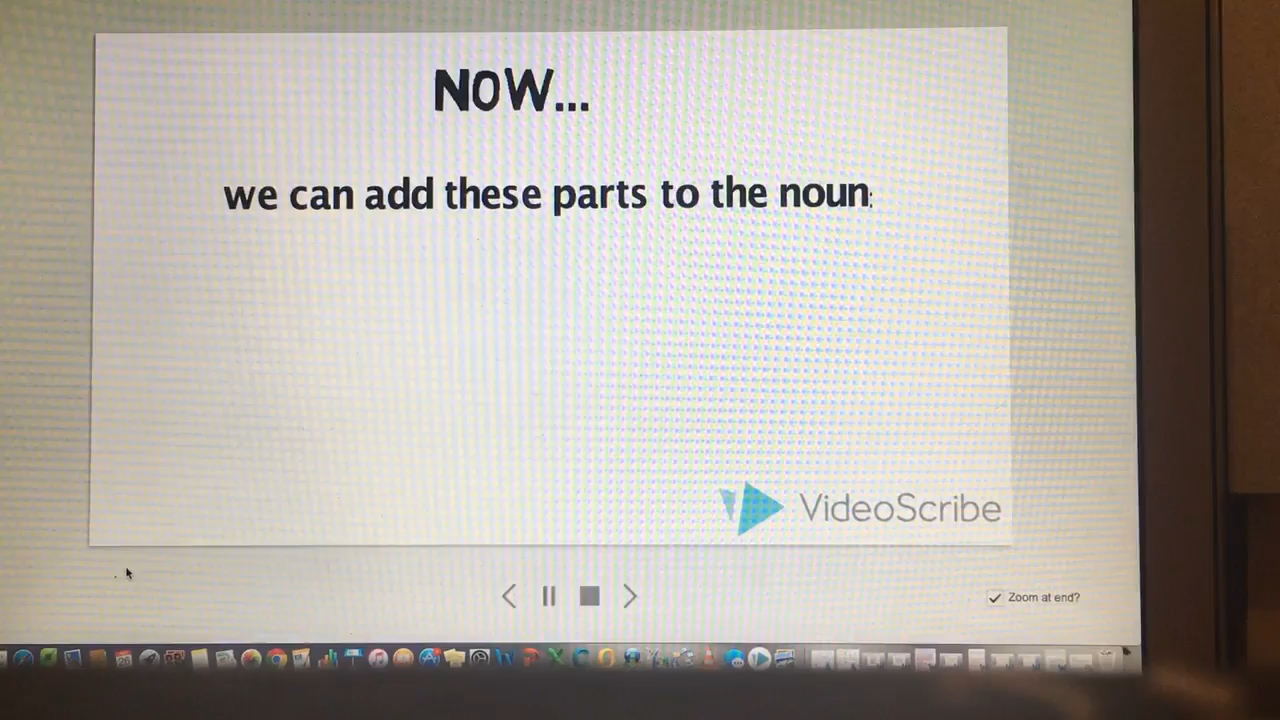 NOW...
we can add these parts to the noun:
VideoScribe
Zoom at end?